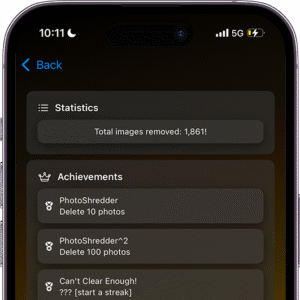 10:11
5G
Back
Statistics
Total images removed: 1,861!
Achievements
PhotoShredder
Delete 10 photos
PhotoShredder^2
Delete 100 photos
Can't Clear Enough!
??? [start a streak]